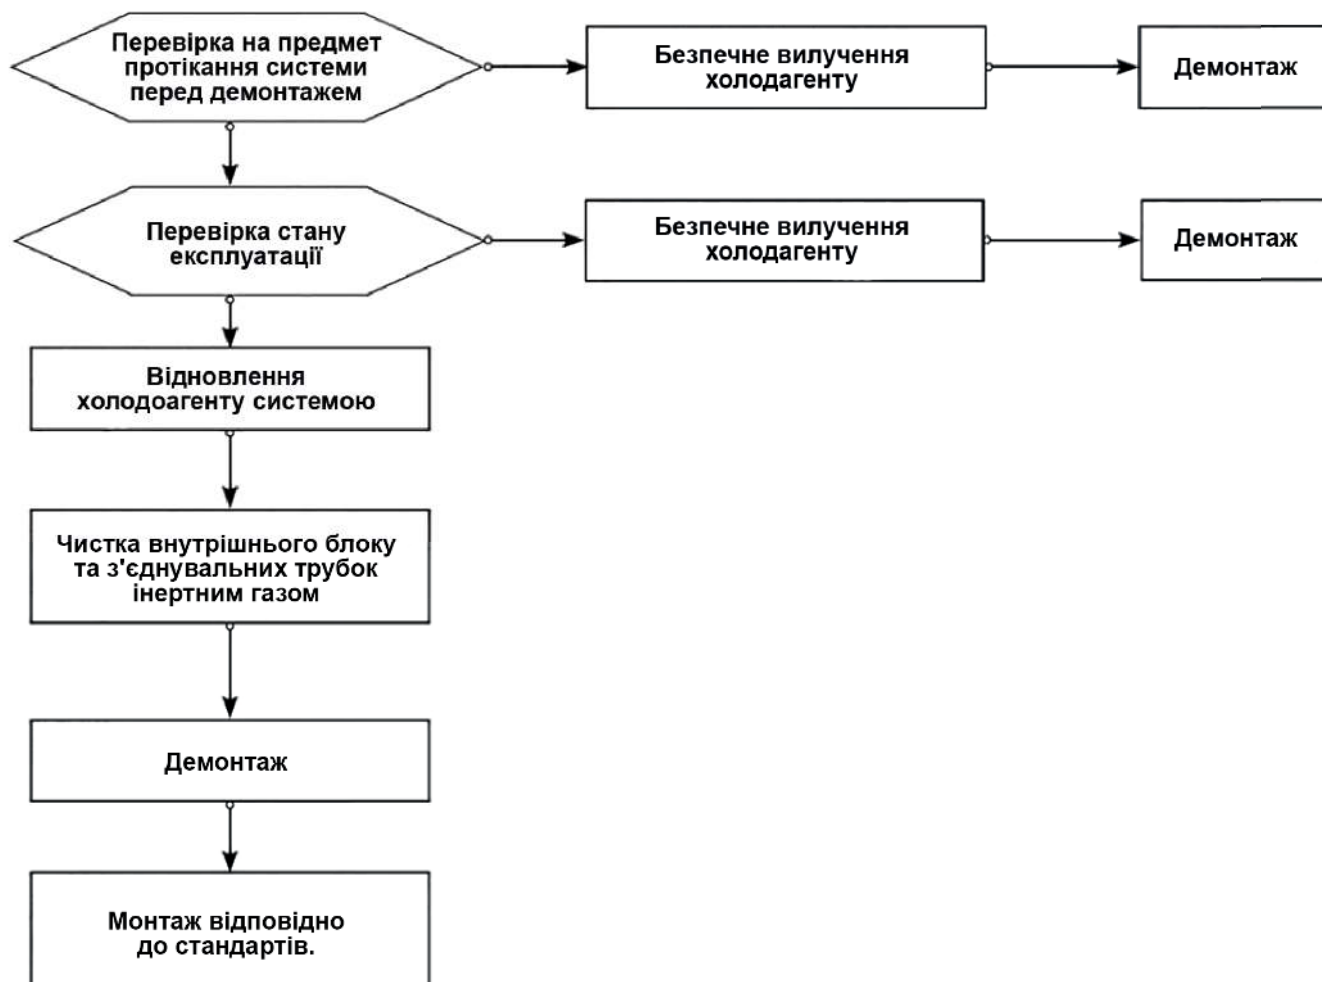 Перевірка на предмет
протікання системи
перед демонтажем
Безпечне вилучення
холодагенту
Демонтаж
Перевірка стану
експлуатації
Безпечне вилучення
холодагенту
Демонтаж
Відновлення
холодоагенту системою
Чистка внутрішнього блоку
та з'єднувальних трубок
інертним газом
Демонтаж
Монтаж відповідно
до стандартів.